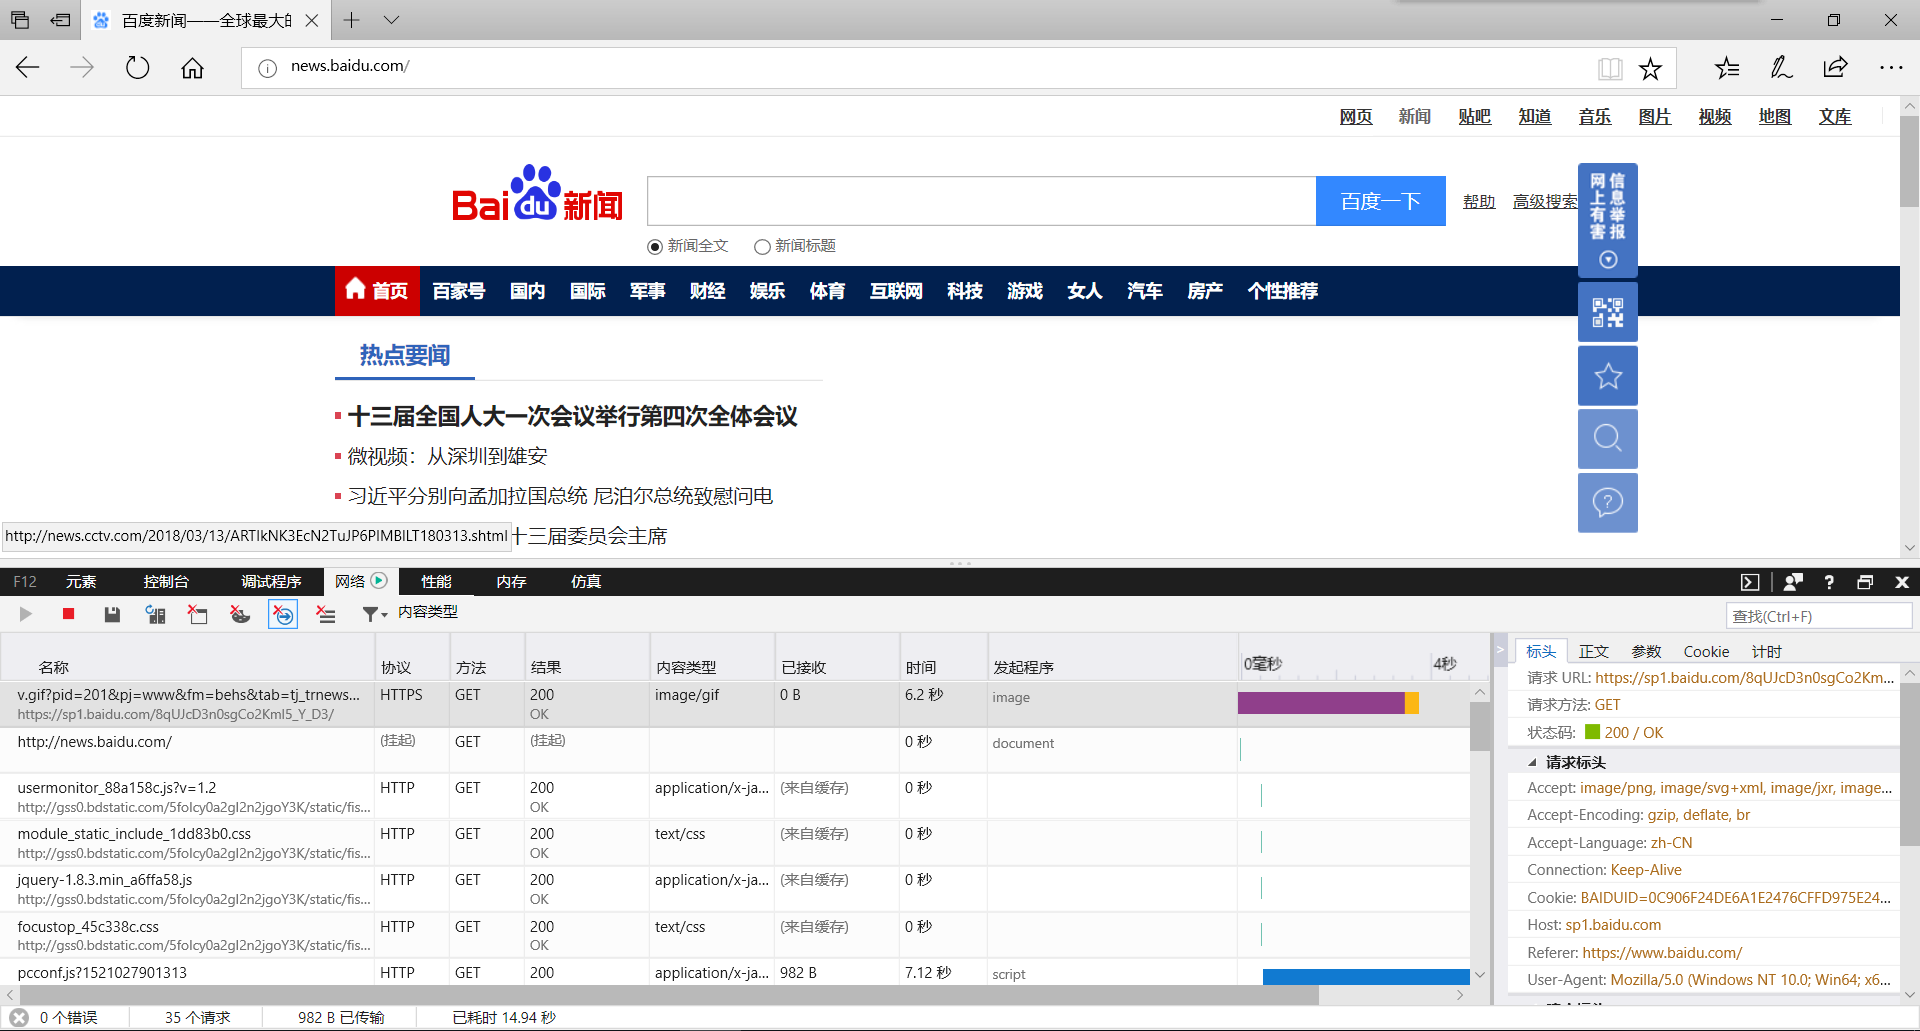 百度新闻——全球最大的
news.baidu.com/
网页 新闻 贴吧 知道 音乐 图片 视频 地图 文库
Bai du 新闻
百度一下 帮助 高级搜索
新闻全文 新闻标题
网上有害
信息举报
首页 百家号 国内 国际 军事 财经 娱乐 体育 互联网 科技 游戏 女人 汽车 房产 个性推荐
热点要闻
十三届全国人大一次会议举行第四次全体会议
微视频：从深圳到雄安
习近平分别向孟加拉国总统 尼泊尔总统致慰问电
十三届委员会主席
http://news.cctv.com/2018/03/13/ARTIkNK3EcN2TuJP6PIMBILT180313.shtml
F12 元素 控制台 调试程序 网络 性能 内存 仿真
内容类型
查找(Ctrl+F)
名称 协议 方法 结果 内容类型 已接收 时间 发起程序 0毫秒 4秒
v.gif?pid=201&pj=www&fm=behs&tab=tj_trnews... HTTPS GET 200 image/gif 0 B 6.2 秒 image
https://sp1.baidu.com/8qUJcD3n0sgCo2Kml5_Y_D3/ OK
http://news.baidu.com/ (挂起) GET (挂起) 0 秒 document
usermonitor_88a158c.js?v=1.2 HTTP GET 200 application/x-ja... (来自缓存) 0 秒
http://gss0.bdstatic.com/5foIcy0a2gI2n2jgoY3K/static/fis... OK
module_static_include_1dd83b0.css HTTP GET 200 text/css (来自缓存) 0 秒
http://gss0.bdstatic.com/5foIcy0a2gI2n2jgoY3K/static/fis... OK
jquery-1.8.3.min_a6ffa58.js HTTP GET 200 application/x-ja... (来自缓存) 0 秒
http://gss0.bdstatic.com/5foIcy0a2gI2n2jgoY3K/static/fis... OK
focustop_45c338c.css HTTP GET 200 text/css (来自缓存) 0 秒
http://gss0.bdstatic.com/5foIcy0a2gI2n2jgoY3K/static/fis... OK
pcconf.js?1521027901313 HTTP GET 200 application/x-ja... 982 B 7.12 秒 script
标头 正文 参数 Cookie 计时
请求 URL: https://sp1.baidu.com/8qUJcD3n0sgCo2Km...
请求方法: GET
状态码: 200 / OK
请求标头
Accept: image/png, image/svg+xml, image/jxr, image...
Accept-Encoding: gzip, deflate, br
Accept-Language: zh-CN
Connection: Keep-Alive
Cookie: BAIDUID=0C906F24DE6A1E2476CFFD975E24...
Host: sp1.baidu.com
Referer: https://www.baidu.com/
User-Agent: Mozilla/5.0 (Windows NT 10.0; Win64; x6...
0 个错误 35 个请求 982 B 已传输 已耗时 14.94 秒